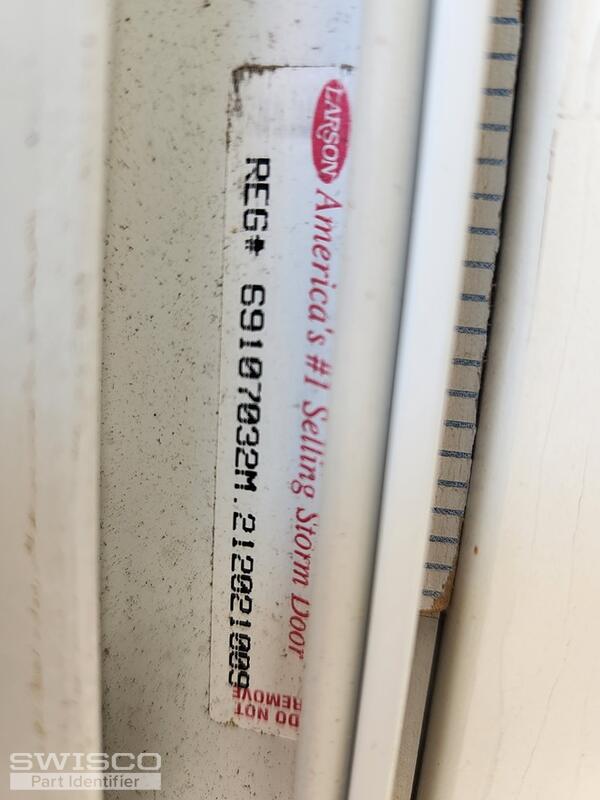 LARSON
America's #1 Selling Storm Door
REG# 69107032M.212021009
DO NOT
REMOVE
SWISCO
Part Identifier